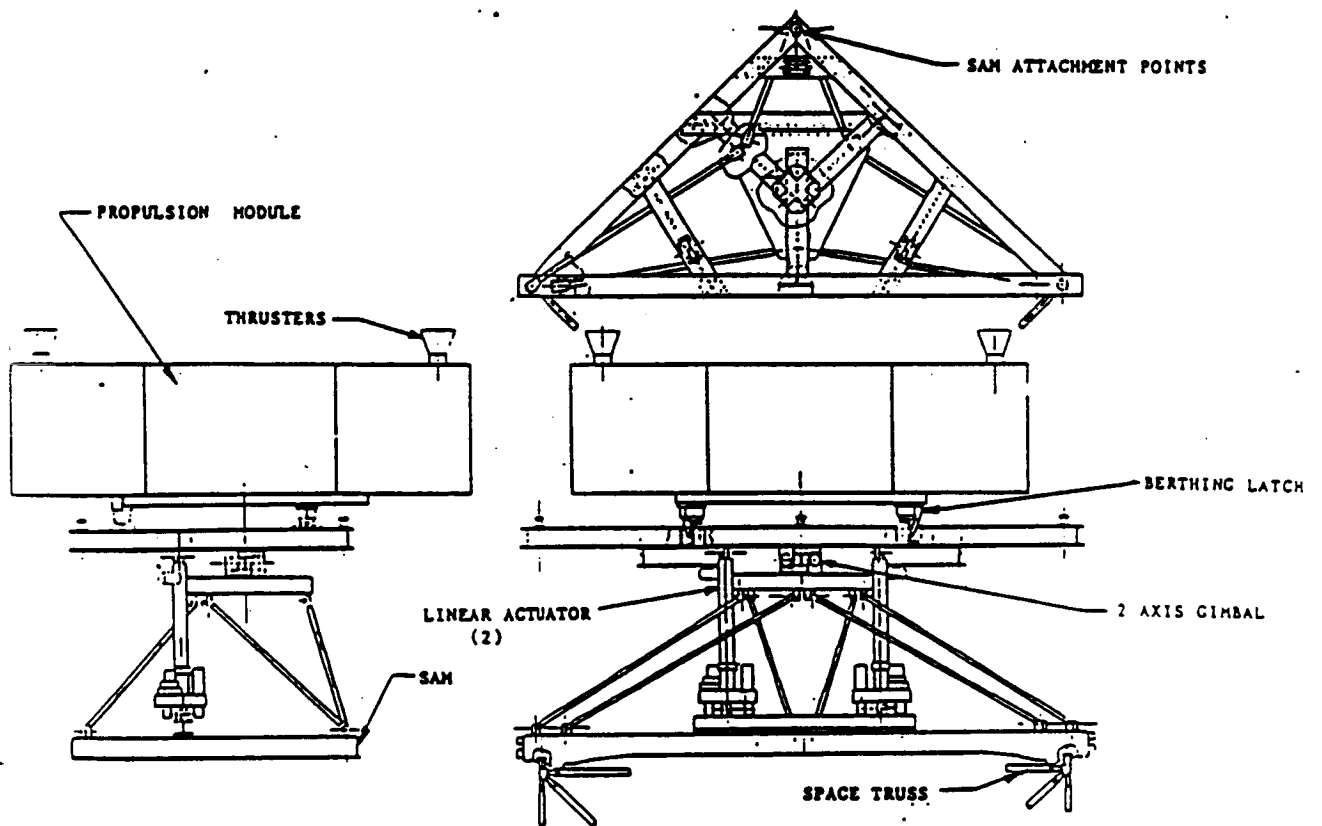 SAM ATTACHMENT POINTS
PROPULSION MODULE
THRUSTERS
BERTHING LATCH
LINEAR ACTUATOR
(2)
2 AXIS GIMBAL
SAM
SPACE TRUSS